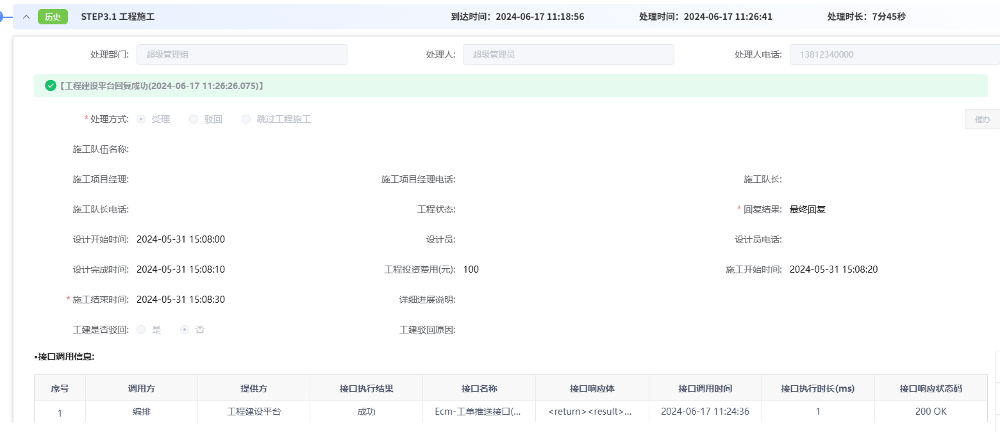 历史 STEP3.1 工程施工 到达时间：2024-06-17 11:18:56 处理时间：2024-06-17 11:26:41 处理时长：7分45秒
处理部门: 超级管理组 处理人: 超级管理员 处理人电话: 13812340000
【工程建设平台回复成功(2024-06-17 11:26:26.075)】
* 处理方式: 受理 驳回 跳过工程施工 催办
施工队伍名称:
施工项目经理: 施工项目经理电话: 施工队长:
施工队长电话: 工程状态: * 回复结果: 最终回复
设计开始时间: 2024-05-31 15:08:00 设计员: 设计员电话:
设计完成时间: 2024-05-31 15:08:10 工程投资费用(元): 100 施工开始时间: 2024-05-31 15:08:20
* 施工结束时间: 2024-05-31 15:08:30 详细进展说明:
工建是否驳回: 是 否 工建驳回原因:
•接口调用信息:
序号 调用方 提供方 接口执行结果 接口名称 接口响应体 接口调用时间 接口执行时长(ms) 接口响应状态码
1 编排 工程建设平台 成功 Ecm-工单推送接口(... <return><result>... 2024-06-17 11:24:36 1 200 OK